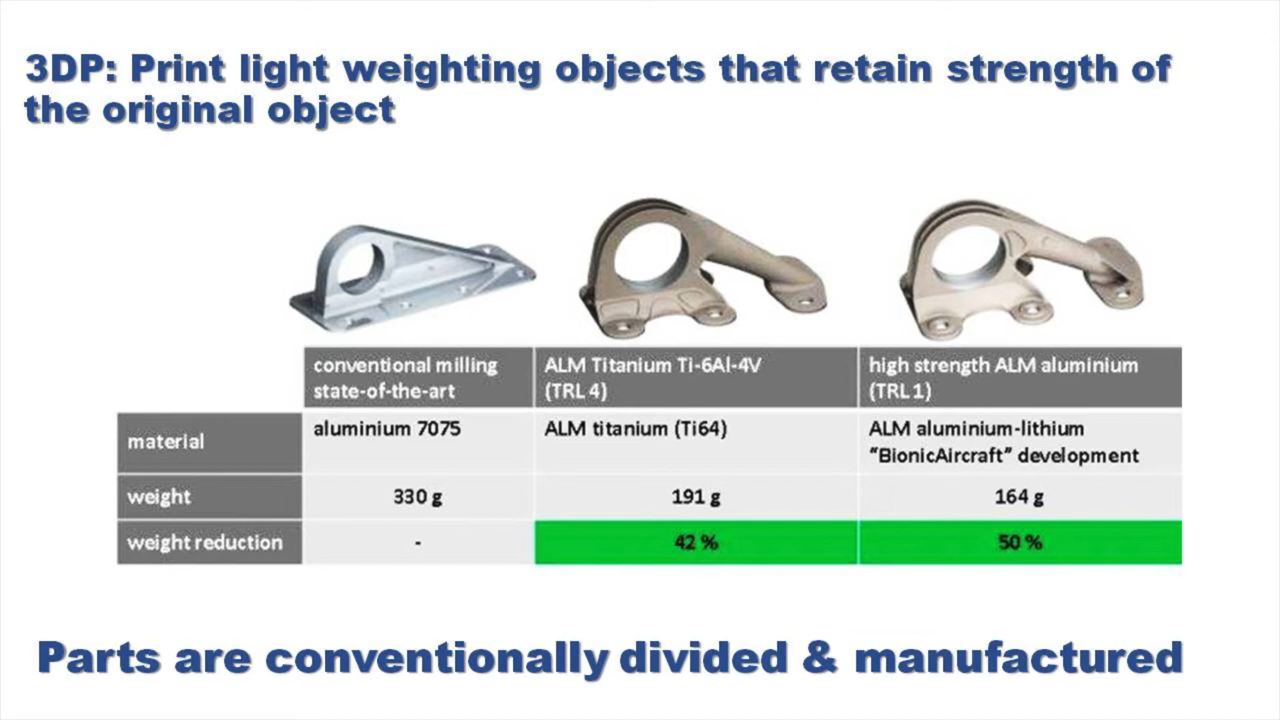 3DP: Print light weighting objects that retain strength of
the original object
conventional milling
state-of-the-art
ALM Titanium Ti-6Al-4V
(TRL 4)
high strength ALM aluminium
(TRL 1)
material
aluminium 7075
ALM titanium (Ti64)
ALM aluminium-lithium
“BionicAircraft” development
weight
330 g
191 g
164 g
weight reduction
-
42 %
50 %
Parts are conventionally divided & manufactured